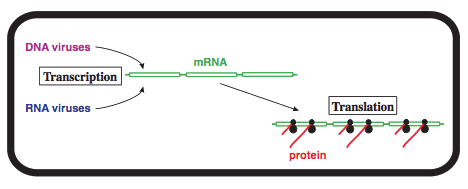 DNA viruses
mRNA
Transcription
RNA viruses
Translation
protein